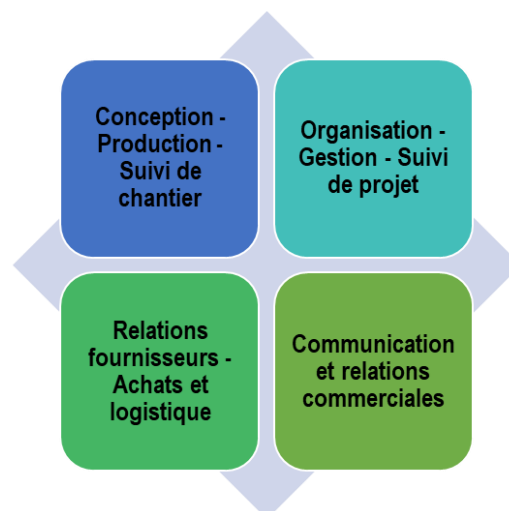 Conception -
Production -
Suivi de
chantier
Organisation -
Gestion - Suivi
de projet
Relations
fournisseurs -
Achats et
logistique
Communication
et relations
commerciales